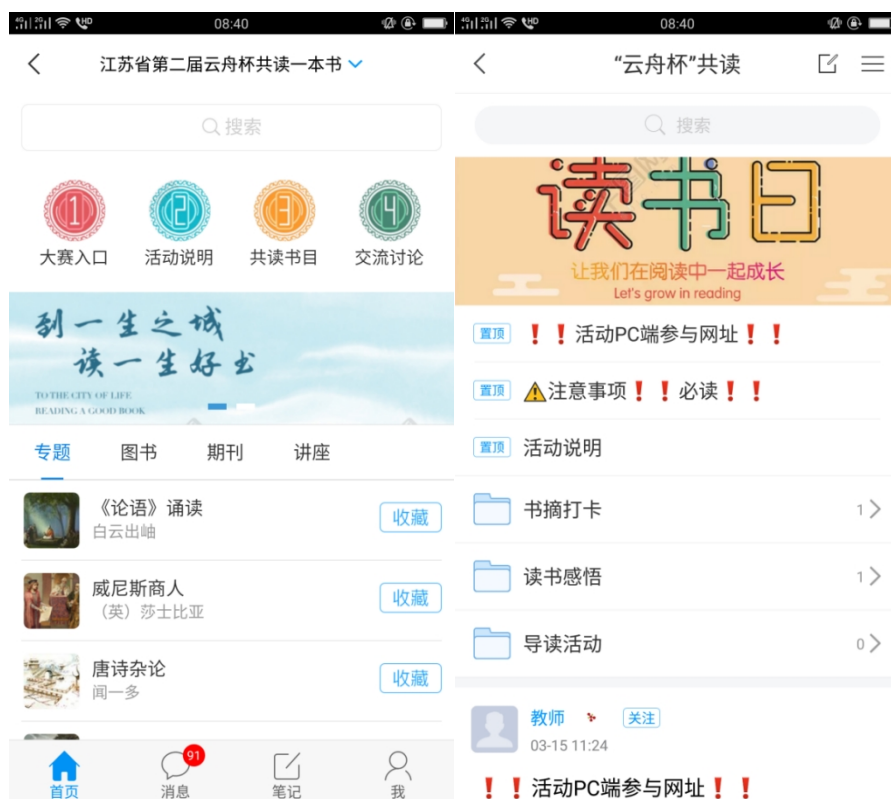 08:40
江苏省第二届云舟杯共读一本书
搜索
1
2
3
4
大赛入口
活动说明
共读书目
交流讨论
到一生之城
读一生好书
TO THE CITY OF LIFE
READING A GOOD BOOK
专题
图书
期刊
讲座
《论语》诵读
白云出岫
收藏
威尼斯商人
（英）莎士比亚
收藏
唐诗杂论
闻一多
收藏
91
首页
消息
笔记
我
08:40
“云舟杯”共读
搜索
读书日
让我们在阅读中一起成长
Let's grow in reading
置顶 ❗❗活动PC端参与网址❗❗
置顶 ⚠注意事项❗❗必读❗❗
置顶 活动说明
书摘打卡 1
读书感悟 1
导读活动 0
教师 关注
03-15 11:24
❗❗活动PC端参与网址❗❗